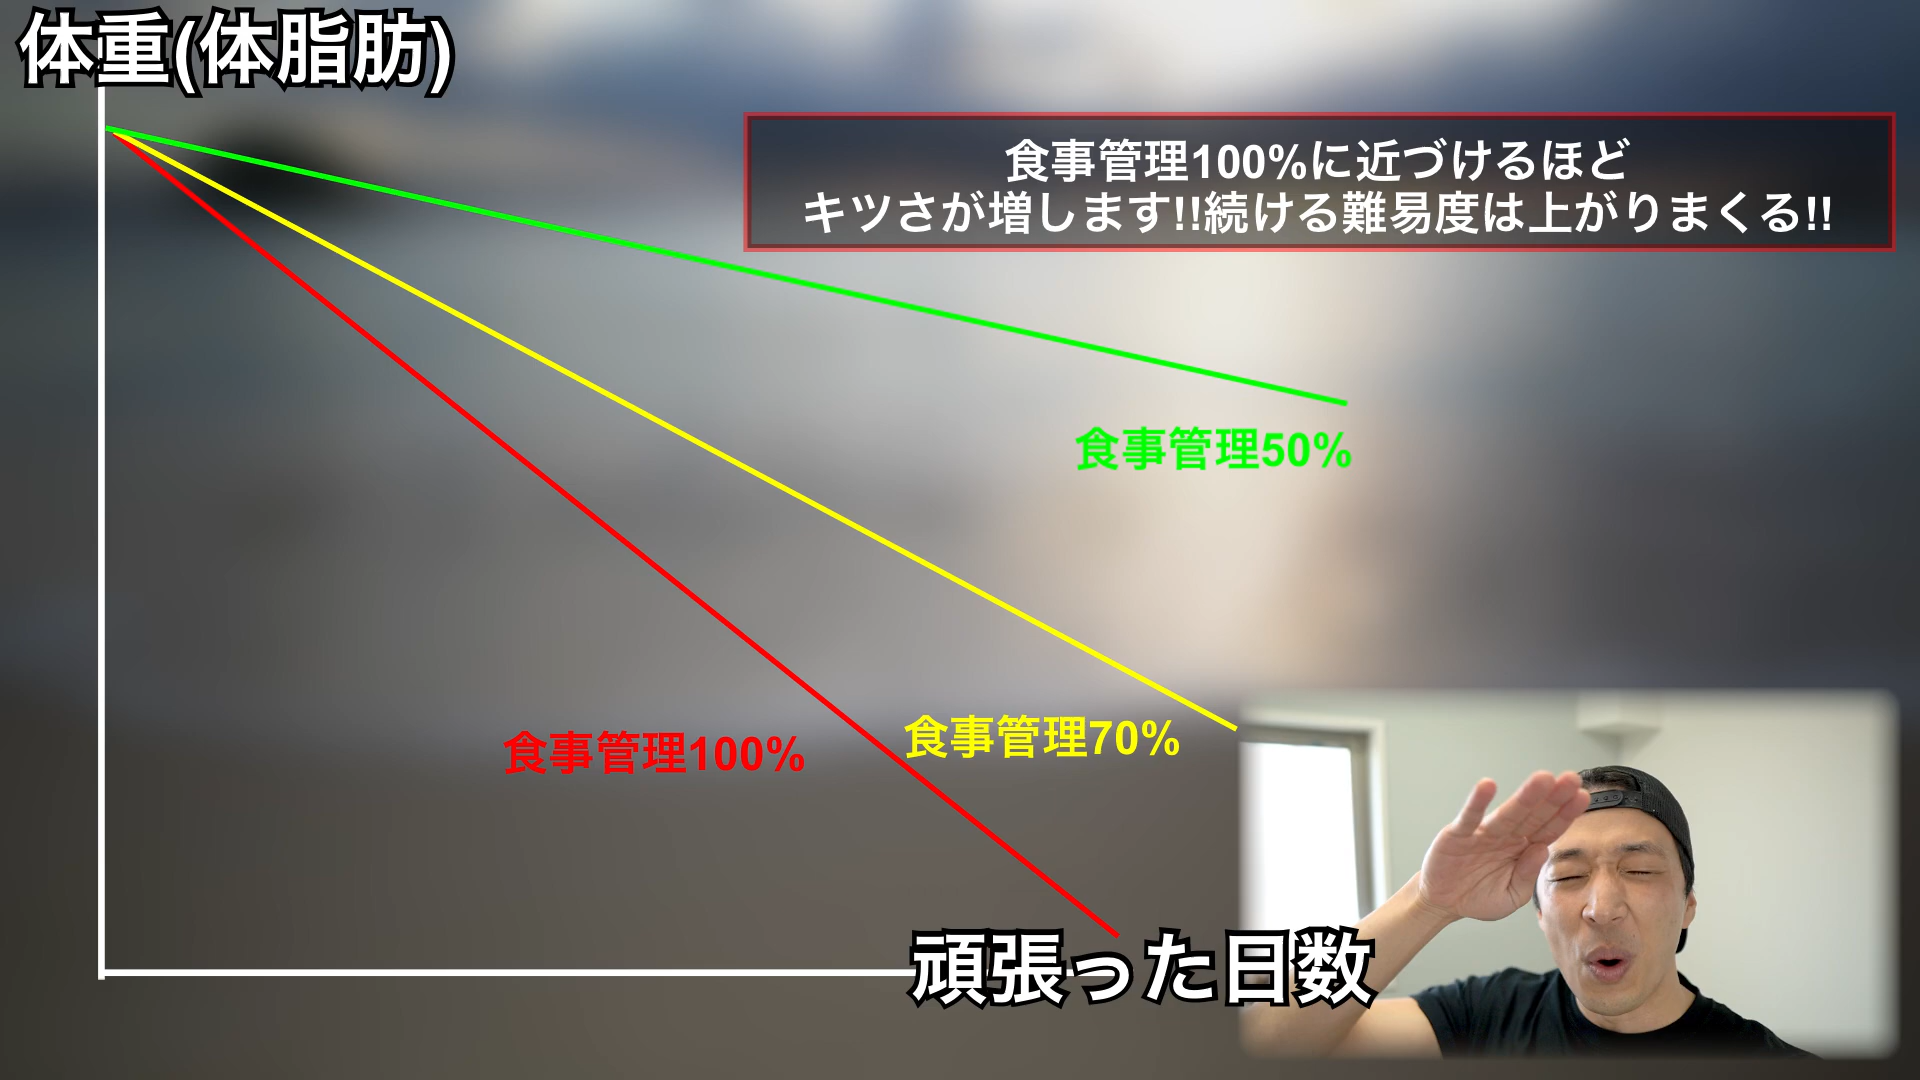 体重(体脂肪)
食事管理100%に近づけるほど
キツさが増します!!続ける難易度は上がりまくる!!
食事管理50%
食事管理70%
食事管理100%
頑張った日数